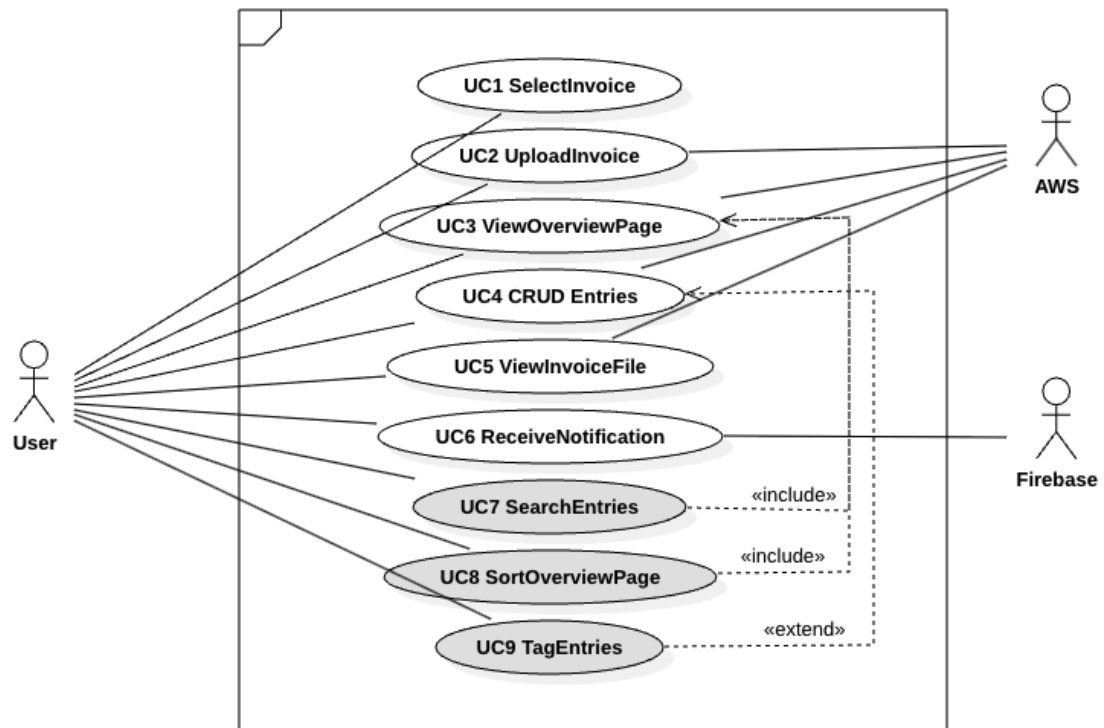 UC1 SelectInvoice
UC2 UploadInvoice
AWS
UC3 ViewOverviewPage
UC4 CRUD Entries
UC5 ViewInvoiceFile
User
UC6 ReceiveNotification
Firebase
UC7 SearchEntries
«include»
UC8 SortOverviewPage
«include»
UC9 TagEntries
«extend»